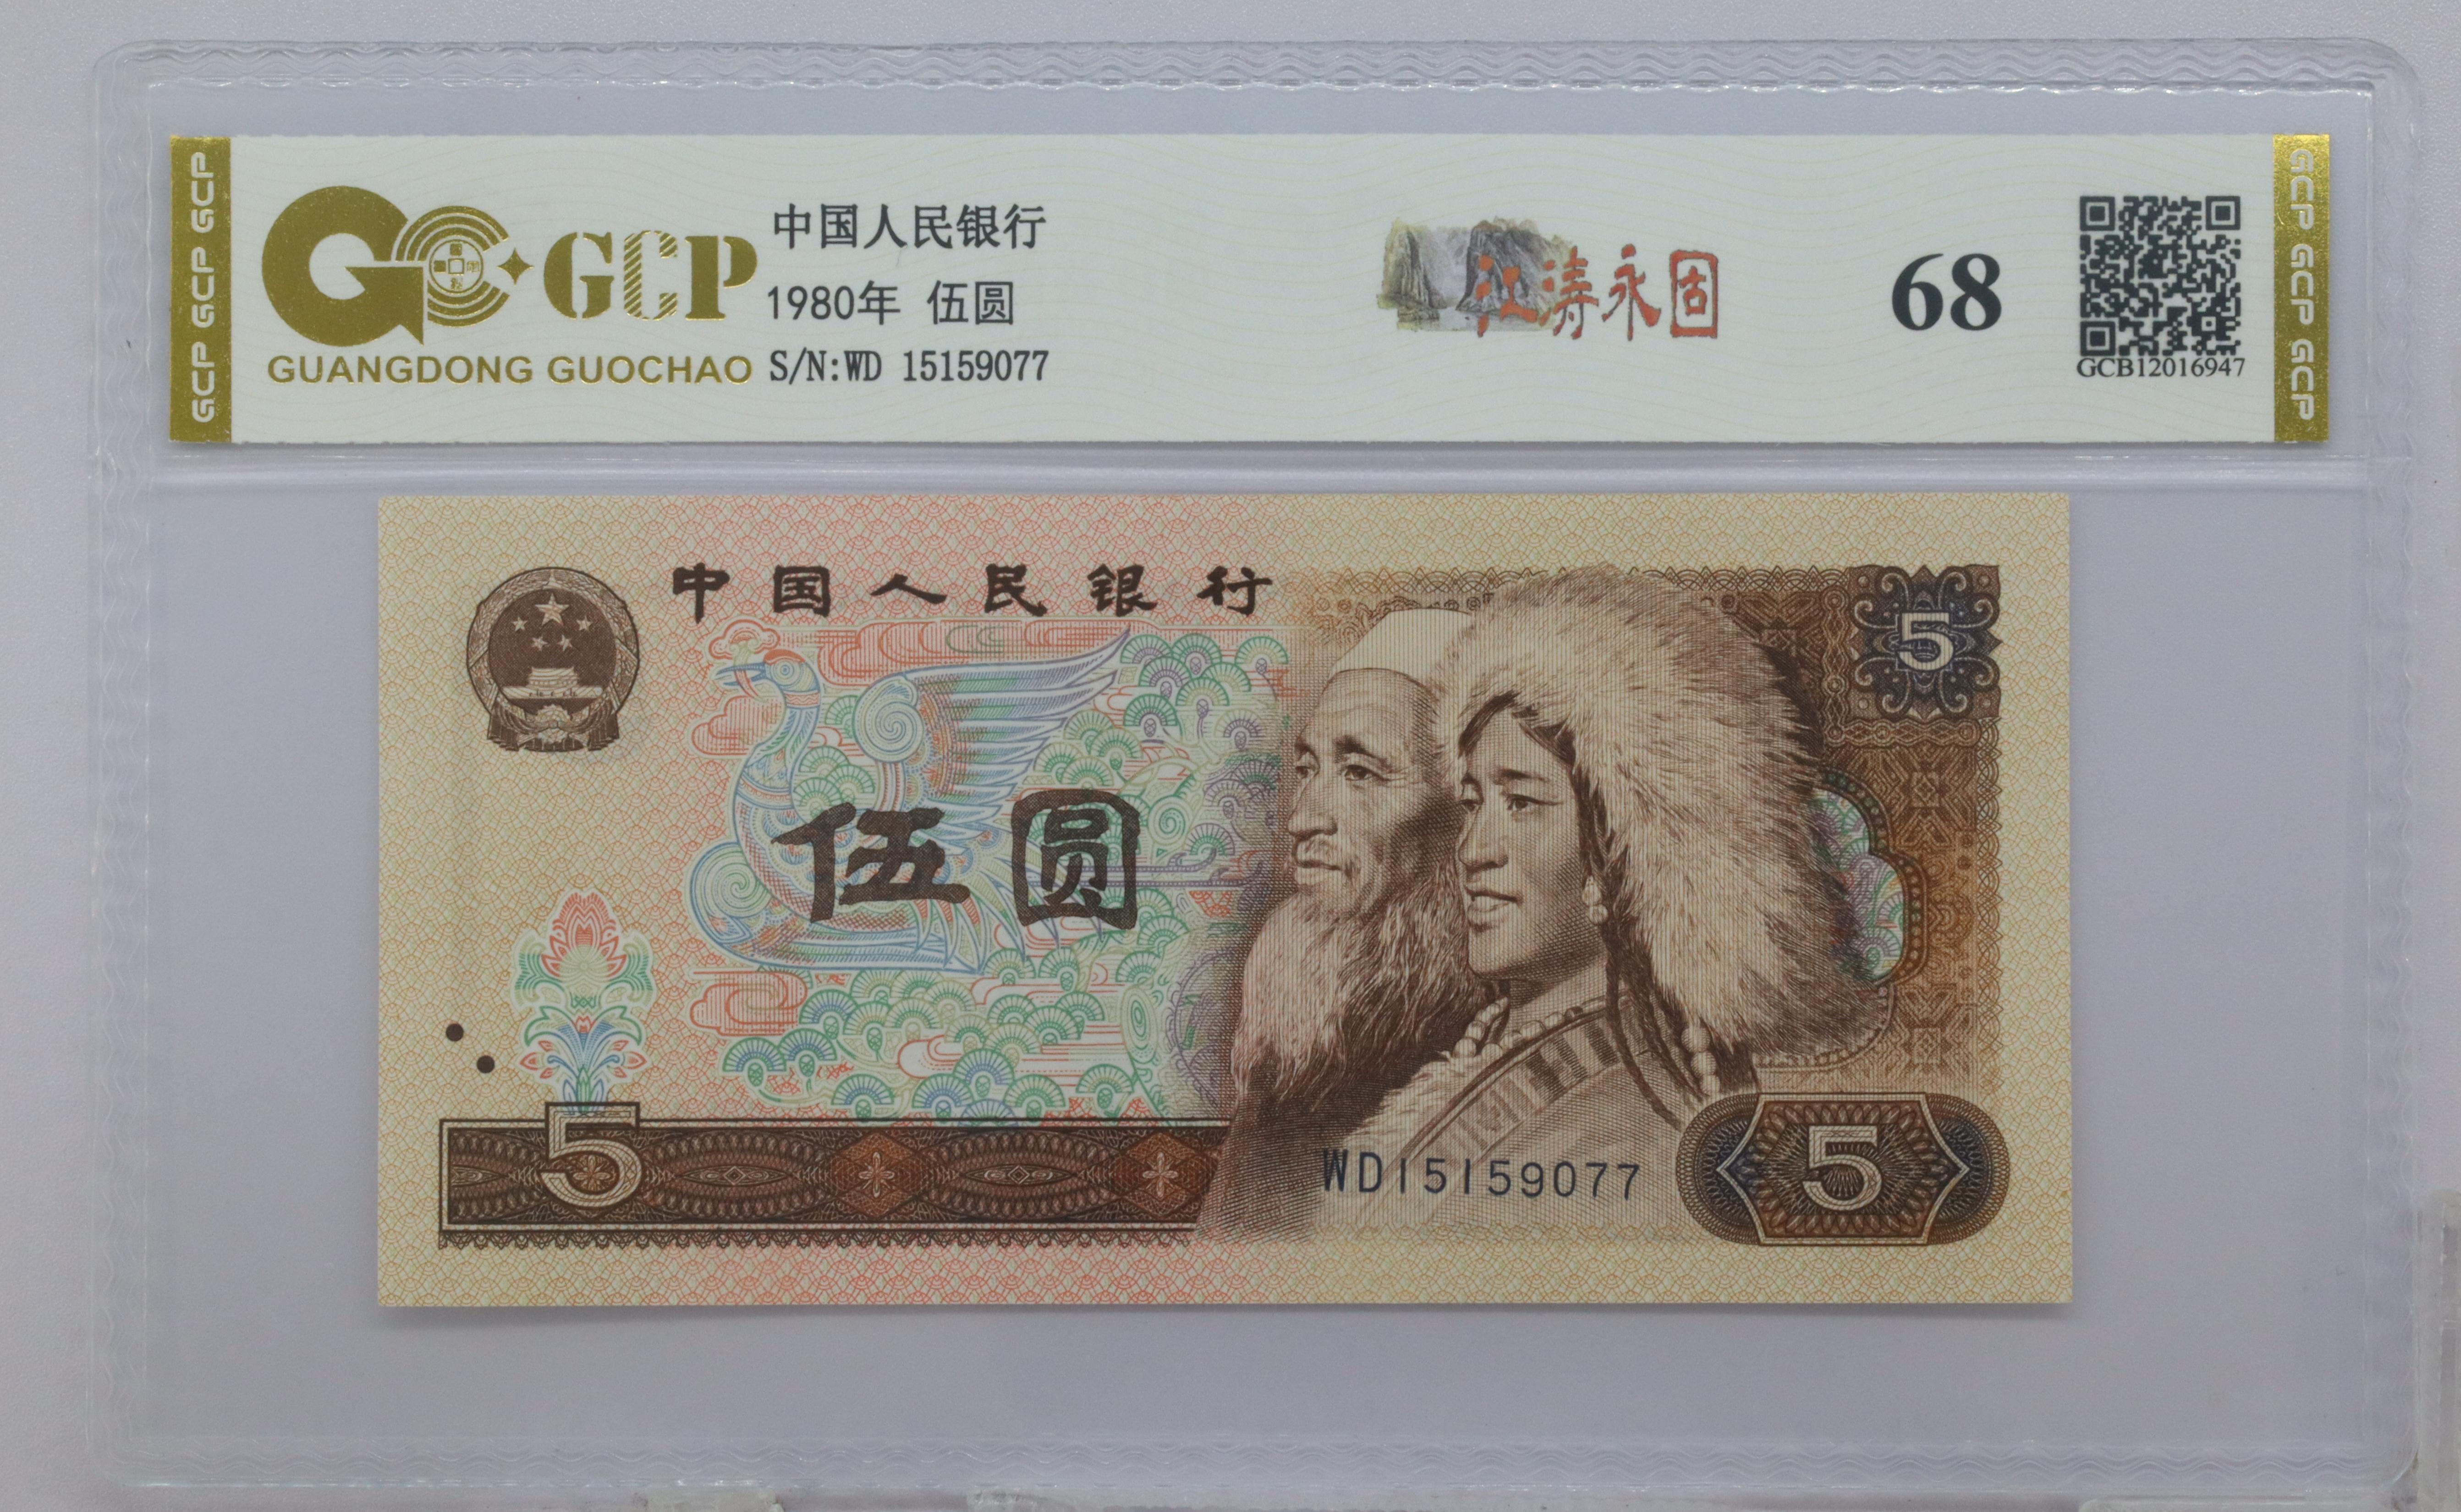 GCP GCP GCP
GCP
GUANGDONG GUOCHAO
中国人民银行
1980年 伍圆
S/N:WD 15159077
江涛永固
68
GCB12016947
GCP GCP GCP
中国人民银行
5
伍圆
5
WD15159077
5